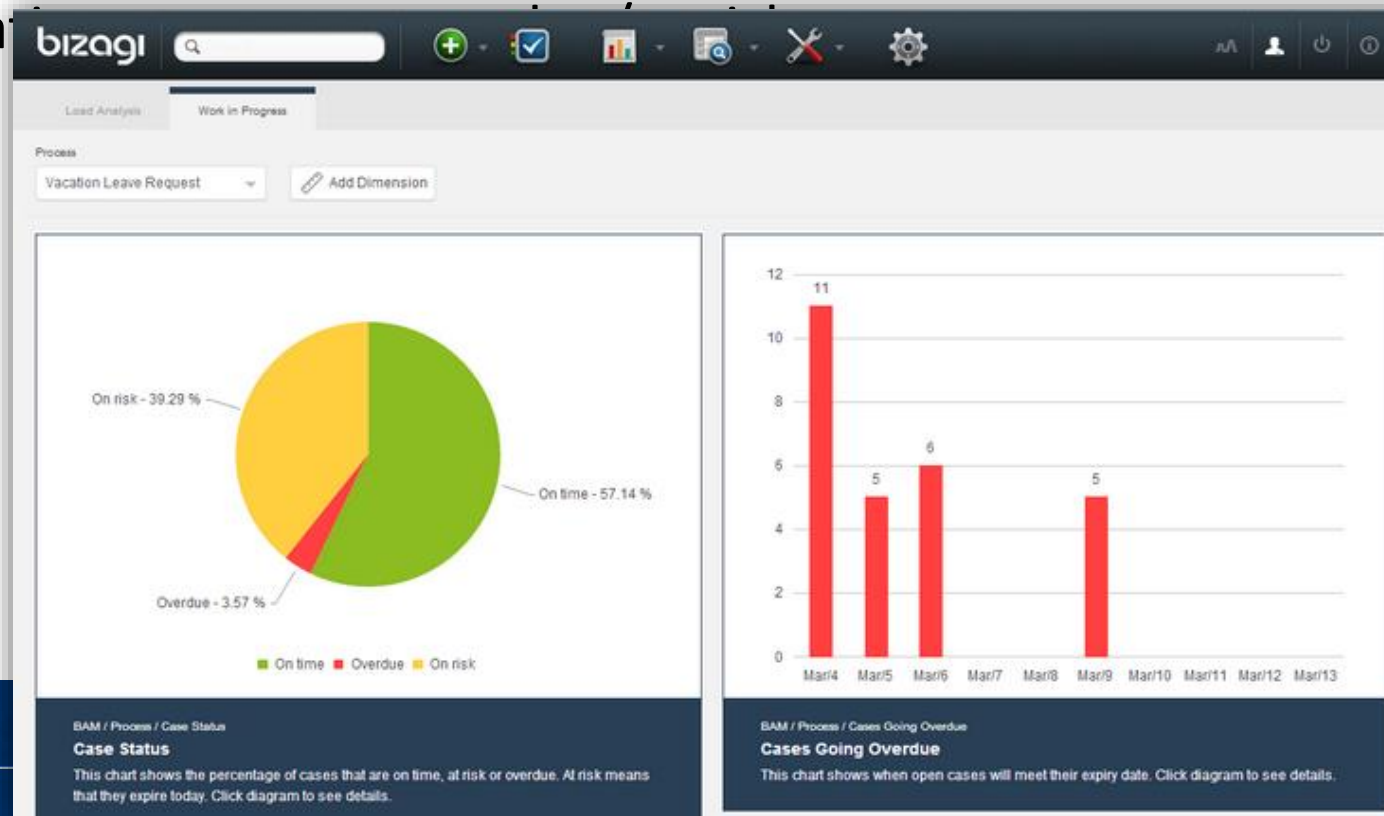 bizagi
Load Analysis
Work in Progress
Process
Vacation Leave Request
Add Dimension
On risk - 39.29 %
On time - 57.14 %
Overdue - 3.57 %
On time Overdue On risk
BAM / Process / Case Status
Case Status
This chart shows the percentage of cases that are on time, at risk or overdue. At risk means
that they expire today. Click diagram to see details.
12
11
10
8
6
6
5
5
4
2
0
Mar/4 Mar/5 Mar/6 Mar/7 Mar/8 Mar/9 Mar/10 Mar/11 Mar/12 Mar/13
BAM / Process / Cases Going Overdue
Cases Going Overdue
This chart shows when open cases will meet their expiry date. Click diagram to see details.